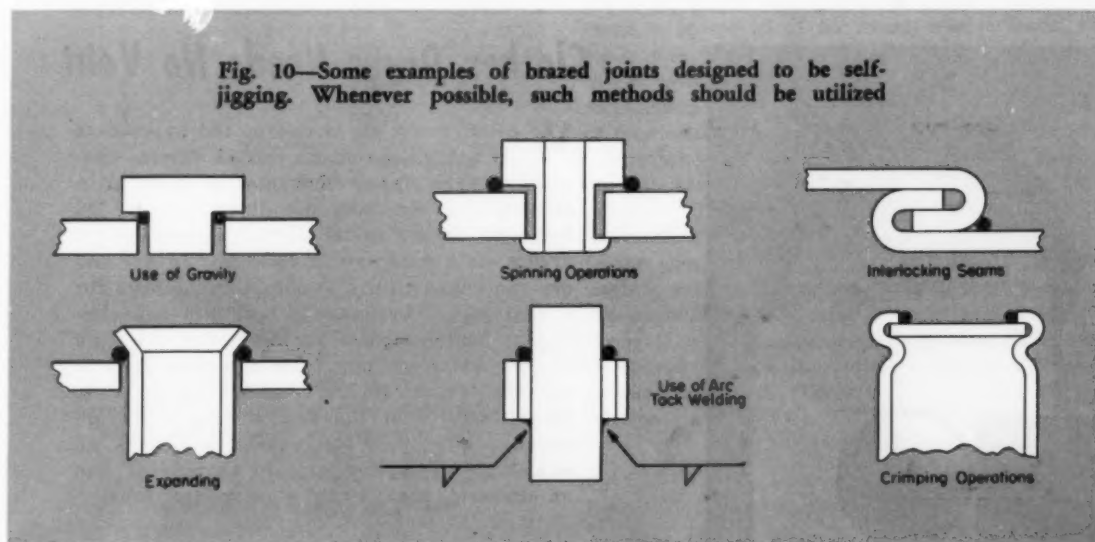 Fig. 10—Some examples of brazed joints designed to be self-
jigging. Whenever possible, such methods should be utilized
Use of Gravity
Spinning Operations
Interlocking Seams
Expanding
Use of Arc
Tack Welding
Crimping Operations